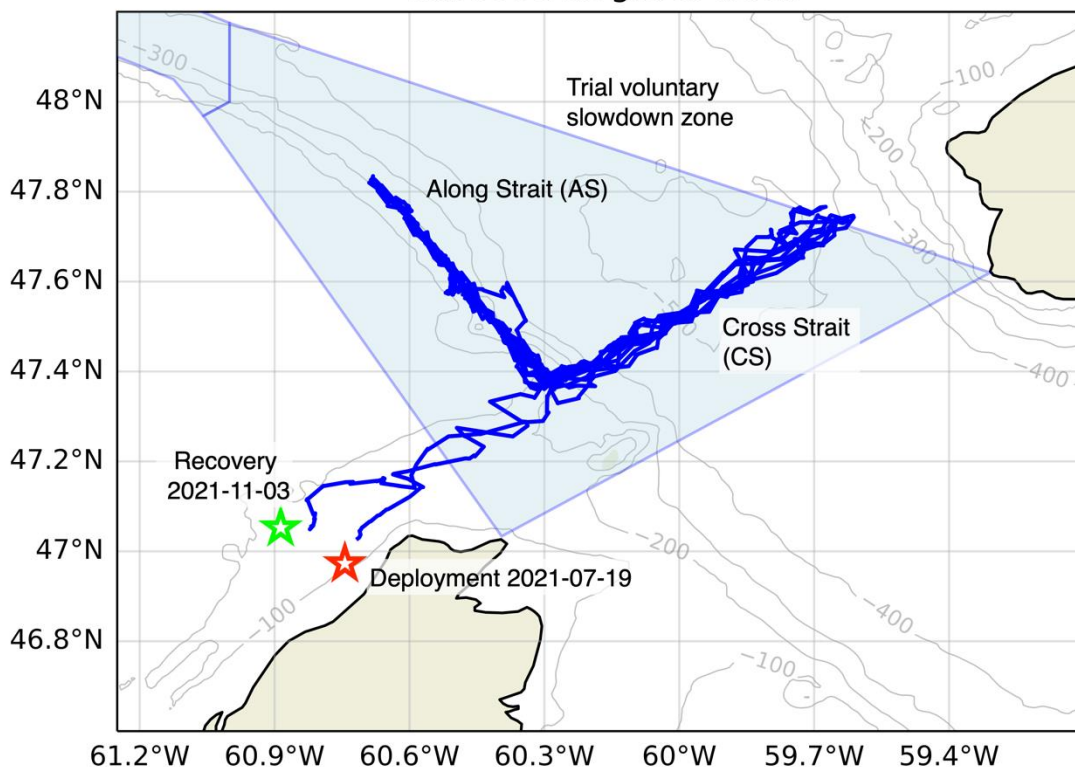 −300
−100
Trial voluntary
slowdown zone
48°N
−200
47.8°N
Along Strait (AS)
−300
47.6°N
Cross Strait
(CS)
47.4°N
−400
47.2°N
Recovery
2021-11-03
47°N
−200
Deployment 2021-07-19
−100
−400
46.8°N
−100
61.2°W 60.9°W 60.6°W 60.3°W 60°W 59.7°W 59.4°W